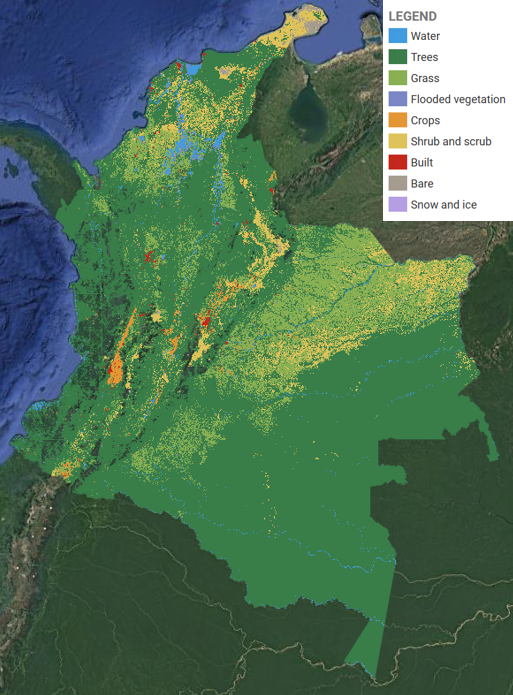 LEGEND
Water
Trees
Grass
Flooded vegetation
Crops
Shrub and scrub
Built
Bare
Snow and ice